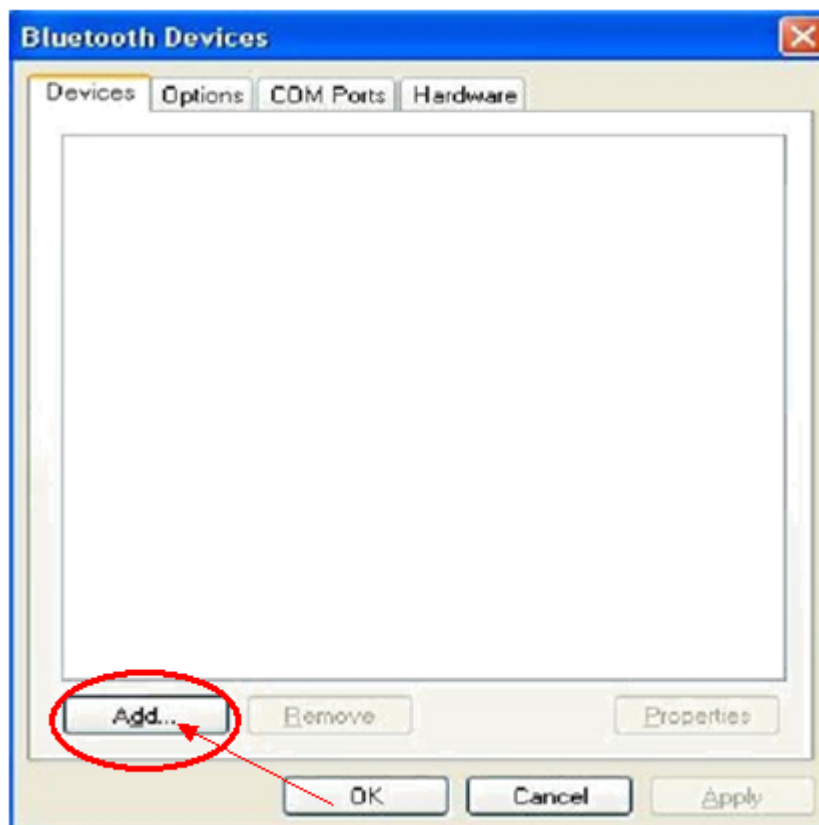 Bluetooth Devices
Devices Options COM Ports Hardware
Add... Remove Properties
OK Cancel Apply